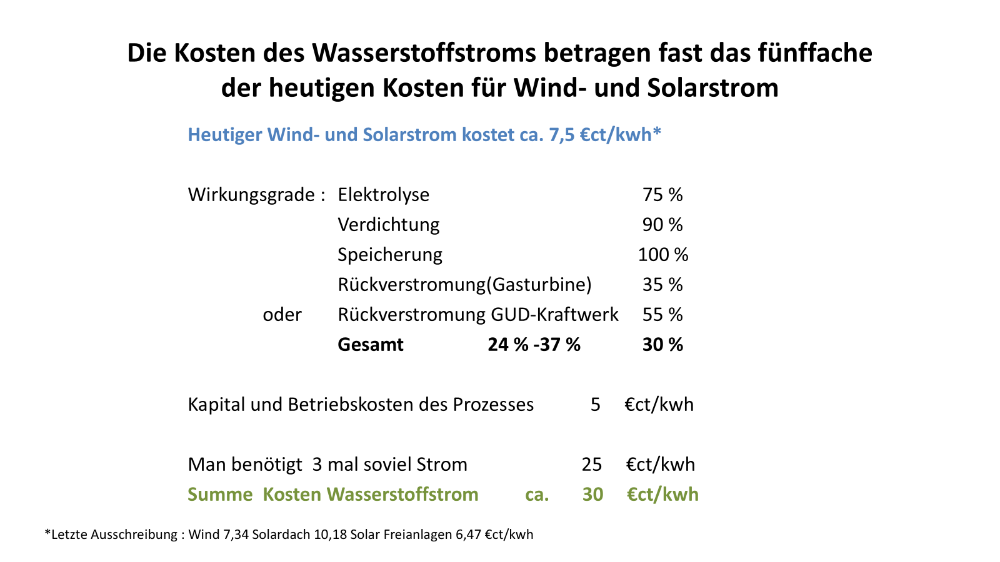 Die Kosten des Wasserstoffstroms betragen fast das fünffache
der heutigen Kosten für Wind- und Solarstrom
Heutiger Wind- und Solarstrom kostet ca. 7,5 €ct/kwh*
Wirkungsgrade : Elektrolyse 75 %
Verdichtung 90 %
Speicherung 100 %
Rückverstromung(Gasturbine) 35 %
oder Rückverstromung GUD-Kraftwerk 55 %
Gesamt 24 % -37 % 30 %
Kapital und Betriebskosten des Prozesses 5 €ct/kwh
Man benötigt 3 mal soviel Strom 25 €ct/kwh
Summe Kosten Wasserstoffstrom ca. 30 €ct/kwh
*Letzte Ausschreibung : Wind 7,34 Solardach 10,18 Solar Freianlagen 6,47 €ct/kwh